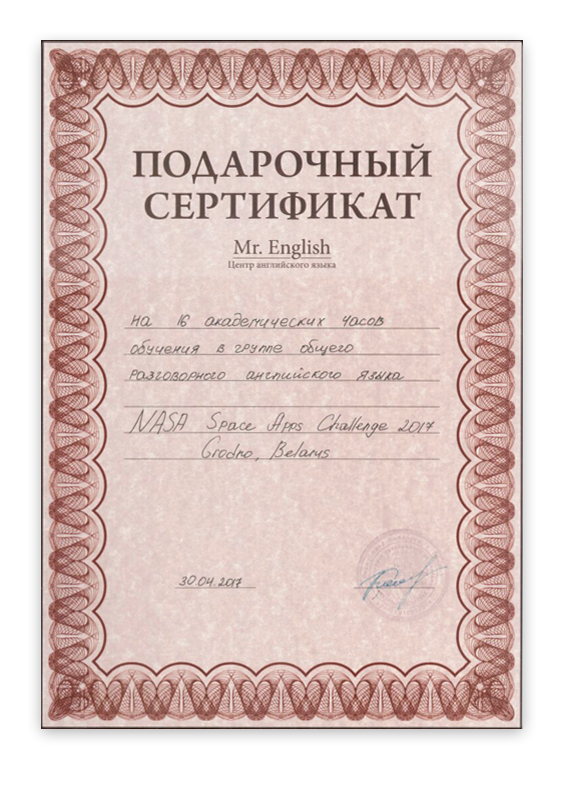 ПОДАРОЧНЫЙ
СЕРТИФИКАТ
Mr. English
Центр английского языка
на 16 академических часов
обучения в группе общего
разговорного английского языка
NASA Space Apps Challenge 2017
Grodno, Belarus
30.04.2017